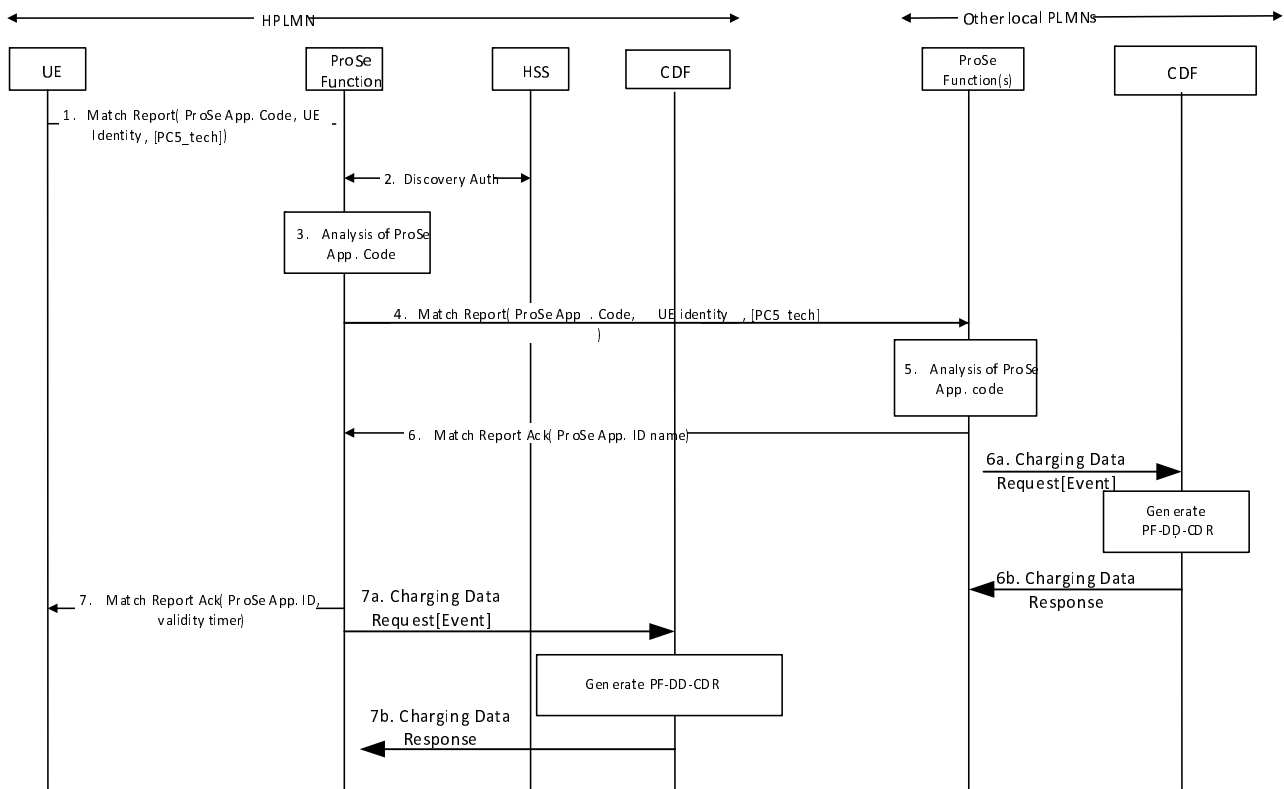 HPLMN
Other local PLMNs
UE
ProSe
Function
HSS
CDF
ProSe
Function(s)
CDF
1. Match Report( ProSe App. Code, UE
Identity, [PC5_tech])
2. Discovery Auth
3. Analysis of ProSe
App. Code
4. Match Report( ProSe App . Code, UE identity , [PC5_tech]
)
5. Analysis of ProSe
App. code
6. Match Report Ack( ProSe App. ID name)
6a. Charging Data
Request[Event]
Generate
PF-DD-CDR
6b. Charging Data
Response
7. Match Report Ack( ProSe App. ID,
validity timer)
7a. Charging Data
Request[Event]
Generate PF-DD-CDR
7b. Charging Data
Response